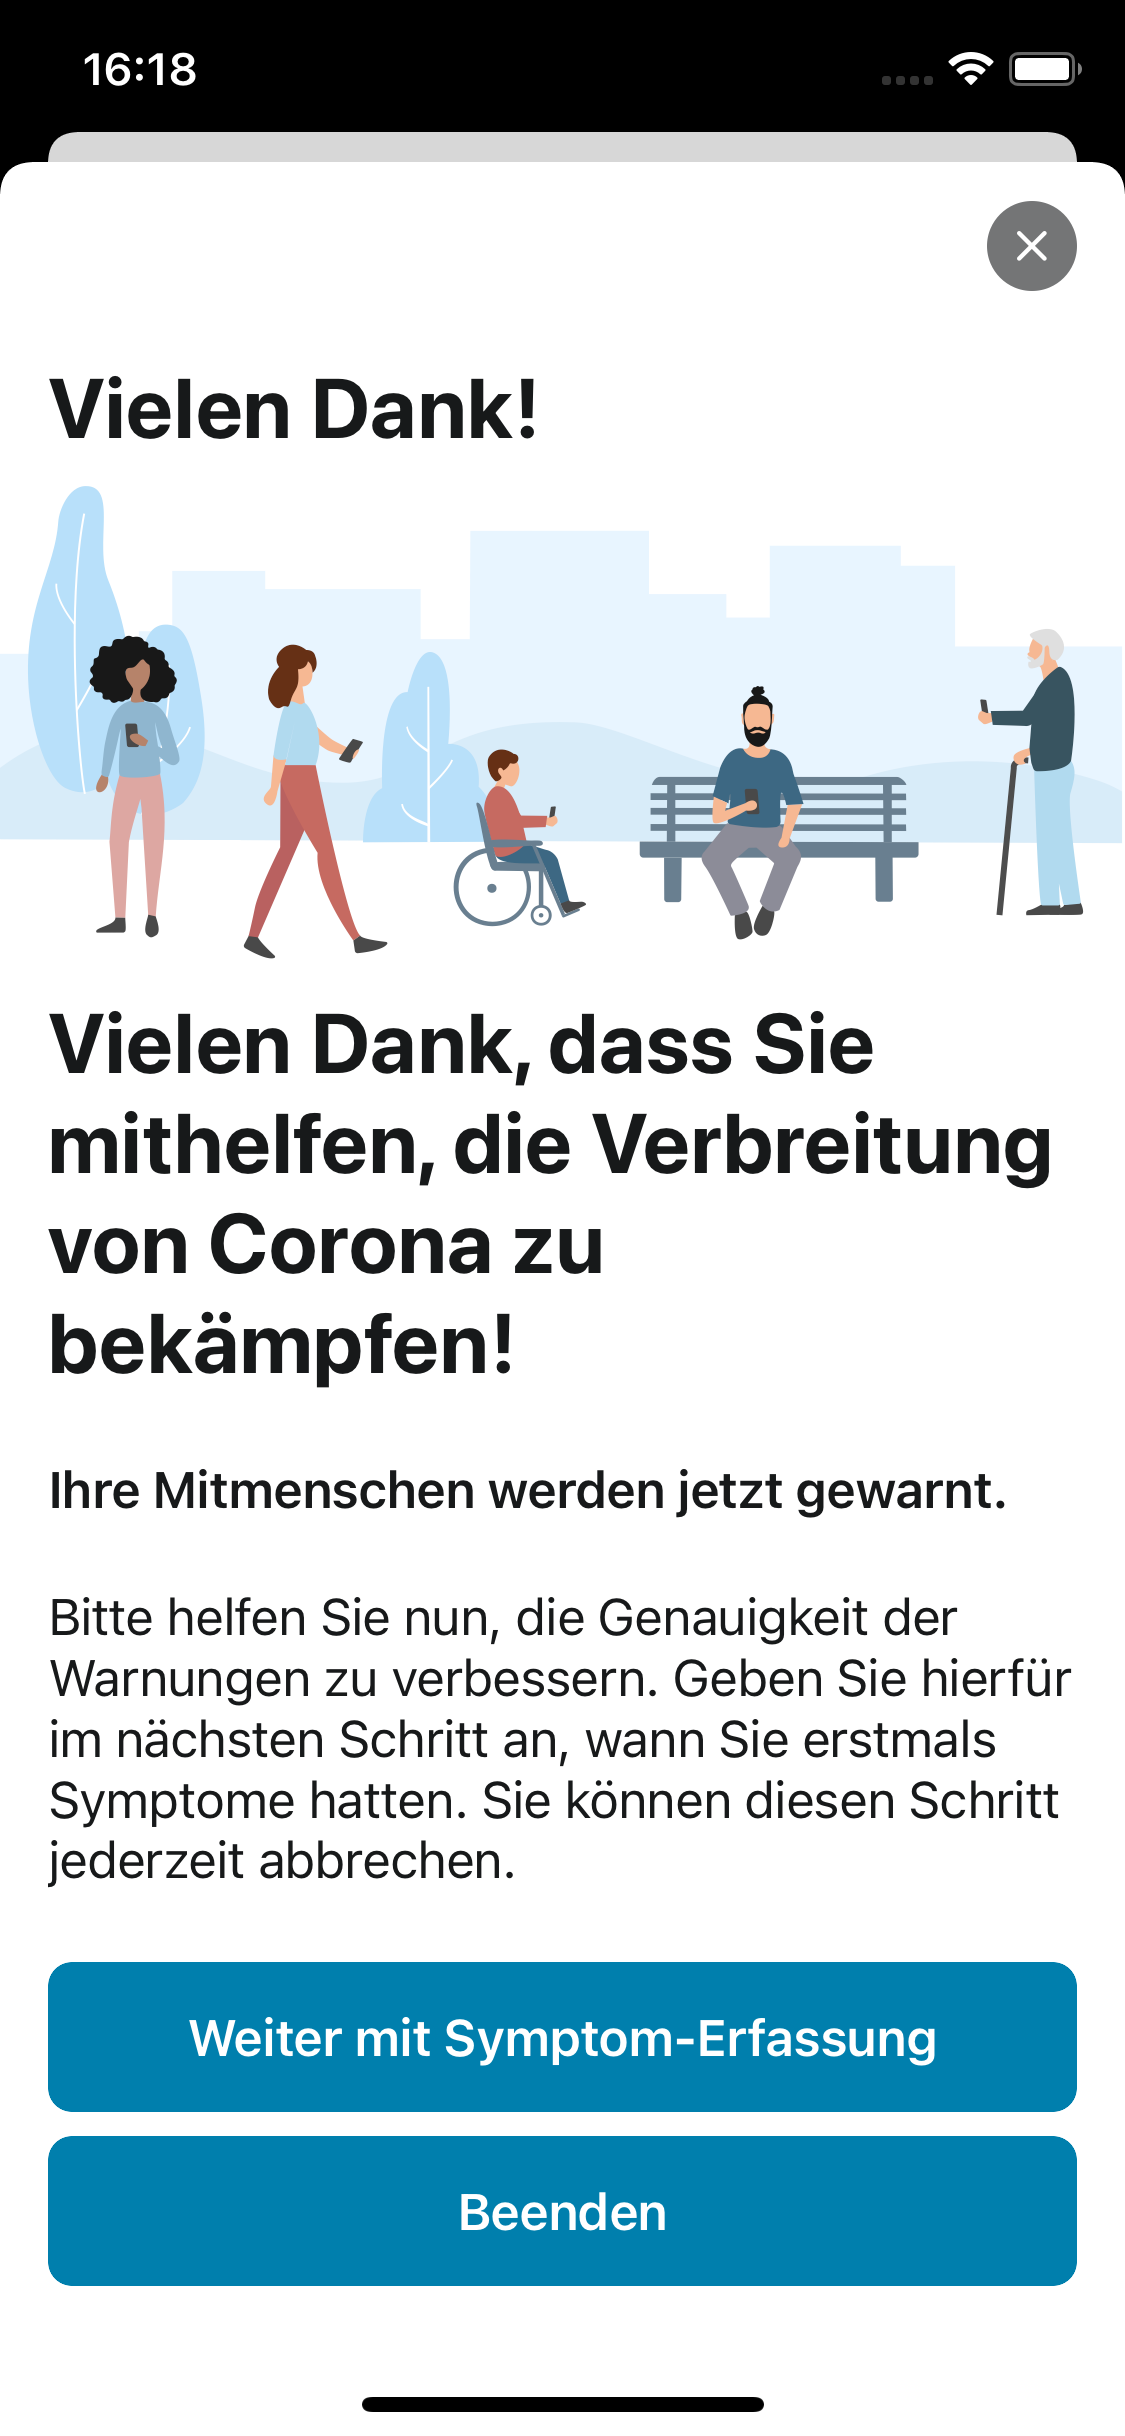 16:18
Vielen Dank!
Vielen Dank, dass Sie
mithelfen, die Verbreitung
von Corona zu
bekämpfen!
Ihre Mitmenschen werden jetzt gewarnt.
Bitte helfen Sie nun, die Genauigkeit der
Warnungen zu verbessern. Geben Sie hierfür
im nächsten Schritt an, wann Sie erstmals
Symptome hatten. Sie können diesen Schritt
jederzeit abbrechen.
Weiter mit Symptom-Erfassung
Beenden